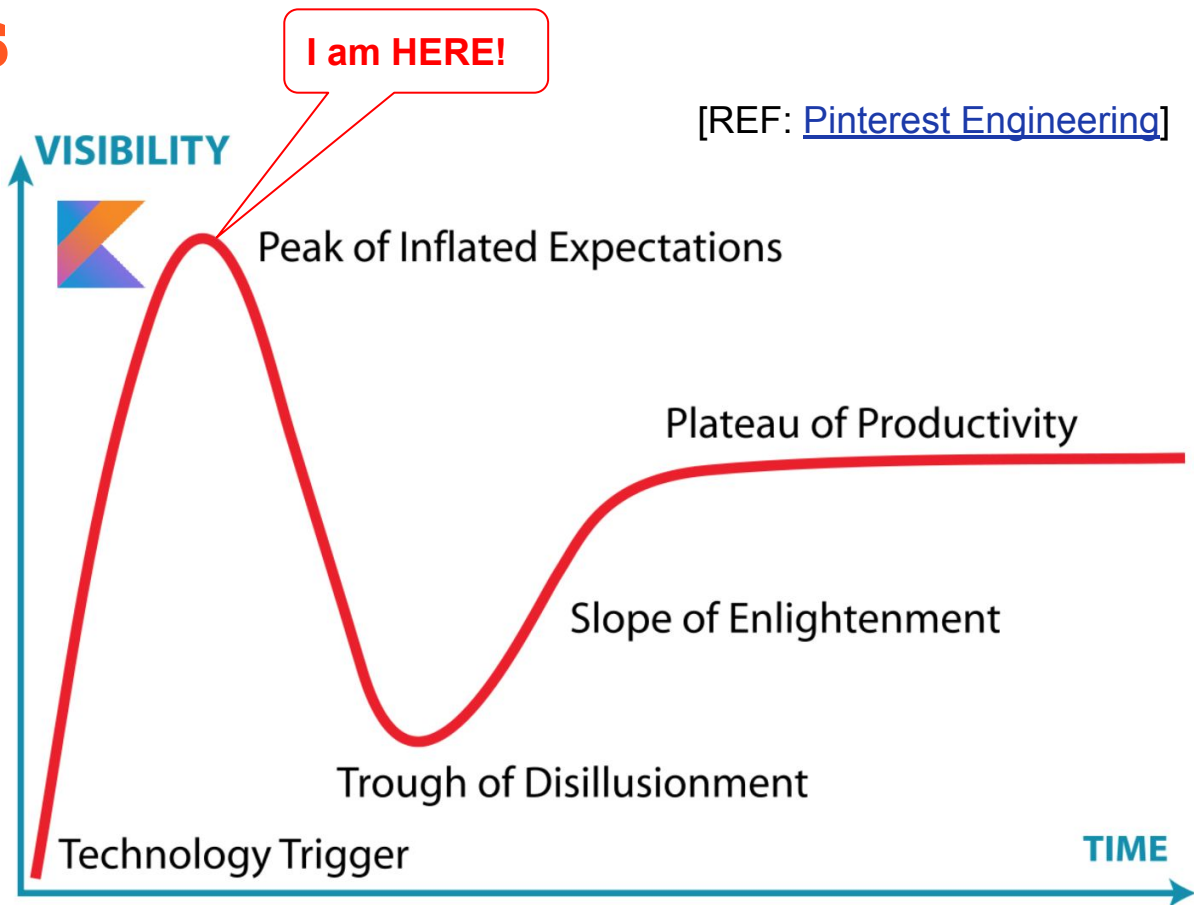 s
I am HERE!
[REF: Pinterest Engineering]
VISIBILITY
Peak of Inflated Expectations
Plateau of Productivity
Slope of Enlightenment
Trough of Disillusionment
Technology Trigger
TIME